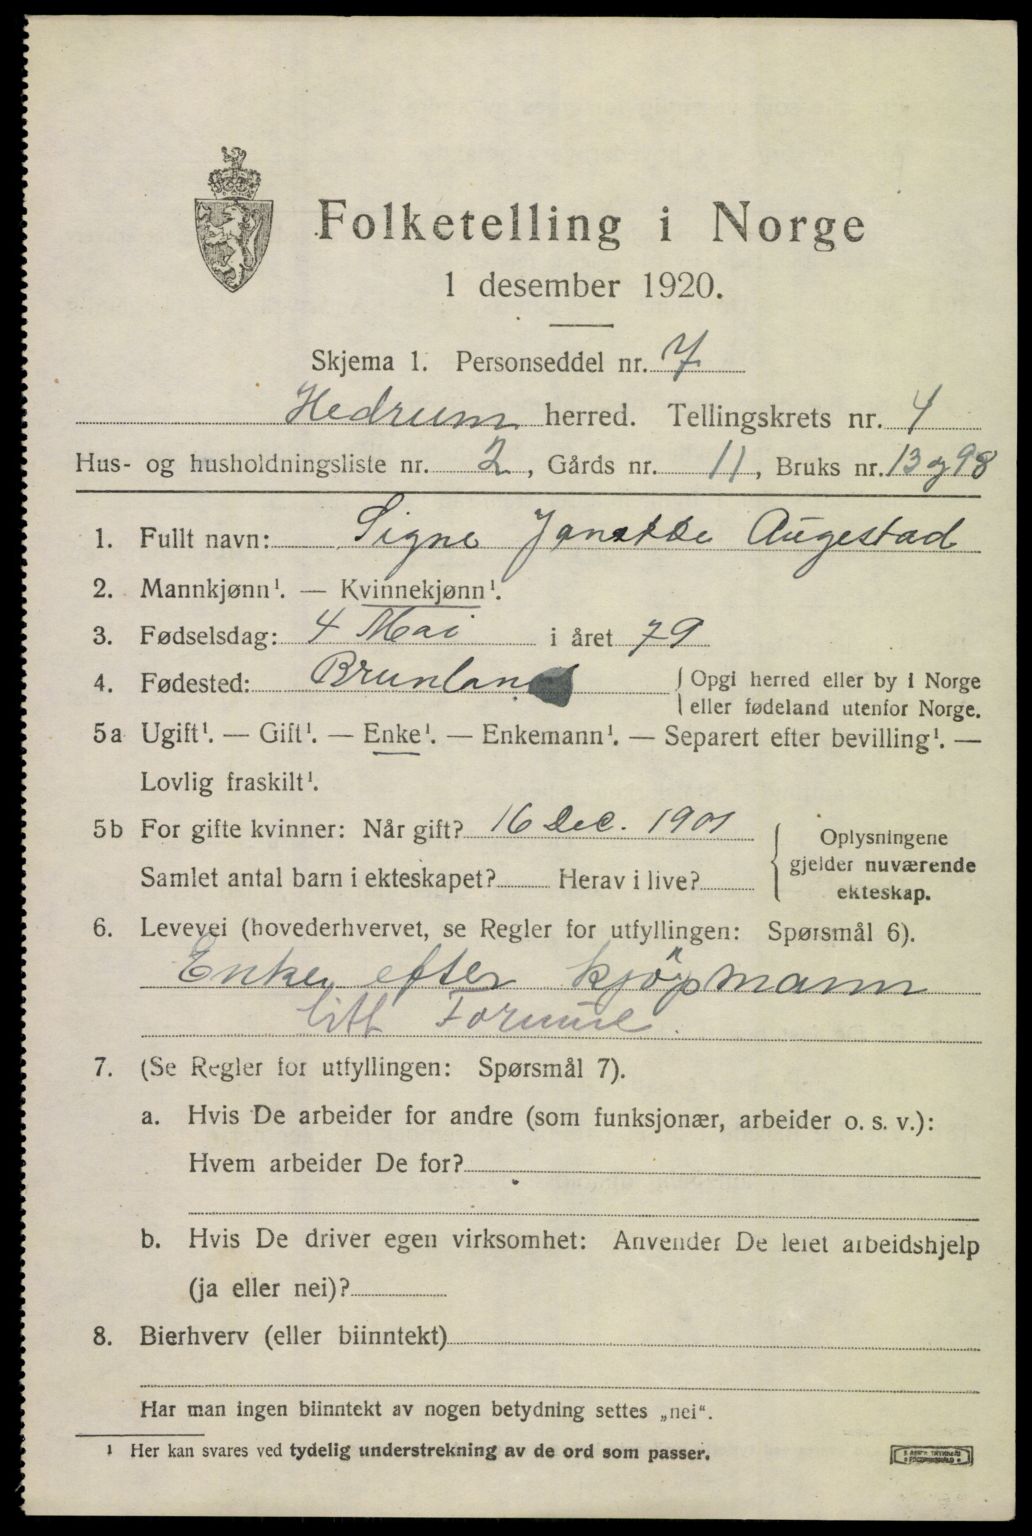 Folketelling i Norge
1 desember 1920.
Skjema 1. Personseddel nr. 7
Hedrum herred. Tellingskrets nr. 4
Hus- og husholdningsliste nr. 2, Gårds nr. 11, Bruks nr. 13 og 98
1. Fullt navn: Signe Janette Augestad
2. Mannkjønn¹. — Kvinnekjønn¹.
3. Fødselsdag: 4 Mai i året 79
4. Fødested: Brunlanes { Opgi herred eller by i Norge
eller fødeland utenfor Norge.
5a Ugift¹. — Gift¹. — Enke¹. — Enkemann¹. — Separert efter bevilling¹. —
Lovlig fraskilt¹.
5b For gifte kvinner: Når gift? 16 Dec. 1901
Samlet antal barn i ekteskapet? Herav i live?
{ Oplysningene
gjelder nuværende
ekteskap.
6. Levevei (hovederhvervet, se Regler for utfyllingen: Spørsmål 6).
Enke efter kjöpmann
litt Formue.
7. (Se Regler for utfyllingen: Spørsmål 7).
a. Hvis De arbeider for andre (som funksjonær, arbeider o. s. v.):
Hvem arbeider De for?
b. Hvis De driver egen virksomhet: Anvender De leiet arbeidshjelp
(ja eller nei)?
8. Bierhverv (eller biinntekt)
Har man ingen biinntekt av nogen betydning settes „nei".
¹ Her kan svares ved tydelig understrekning av de ord som passer.